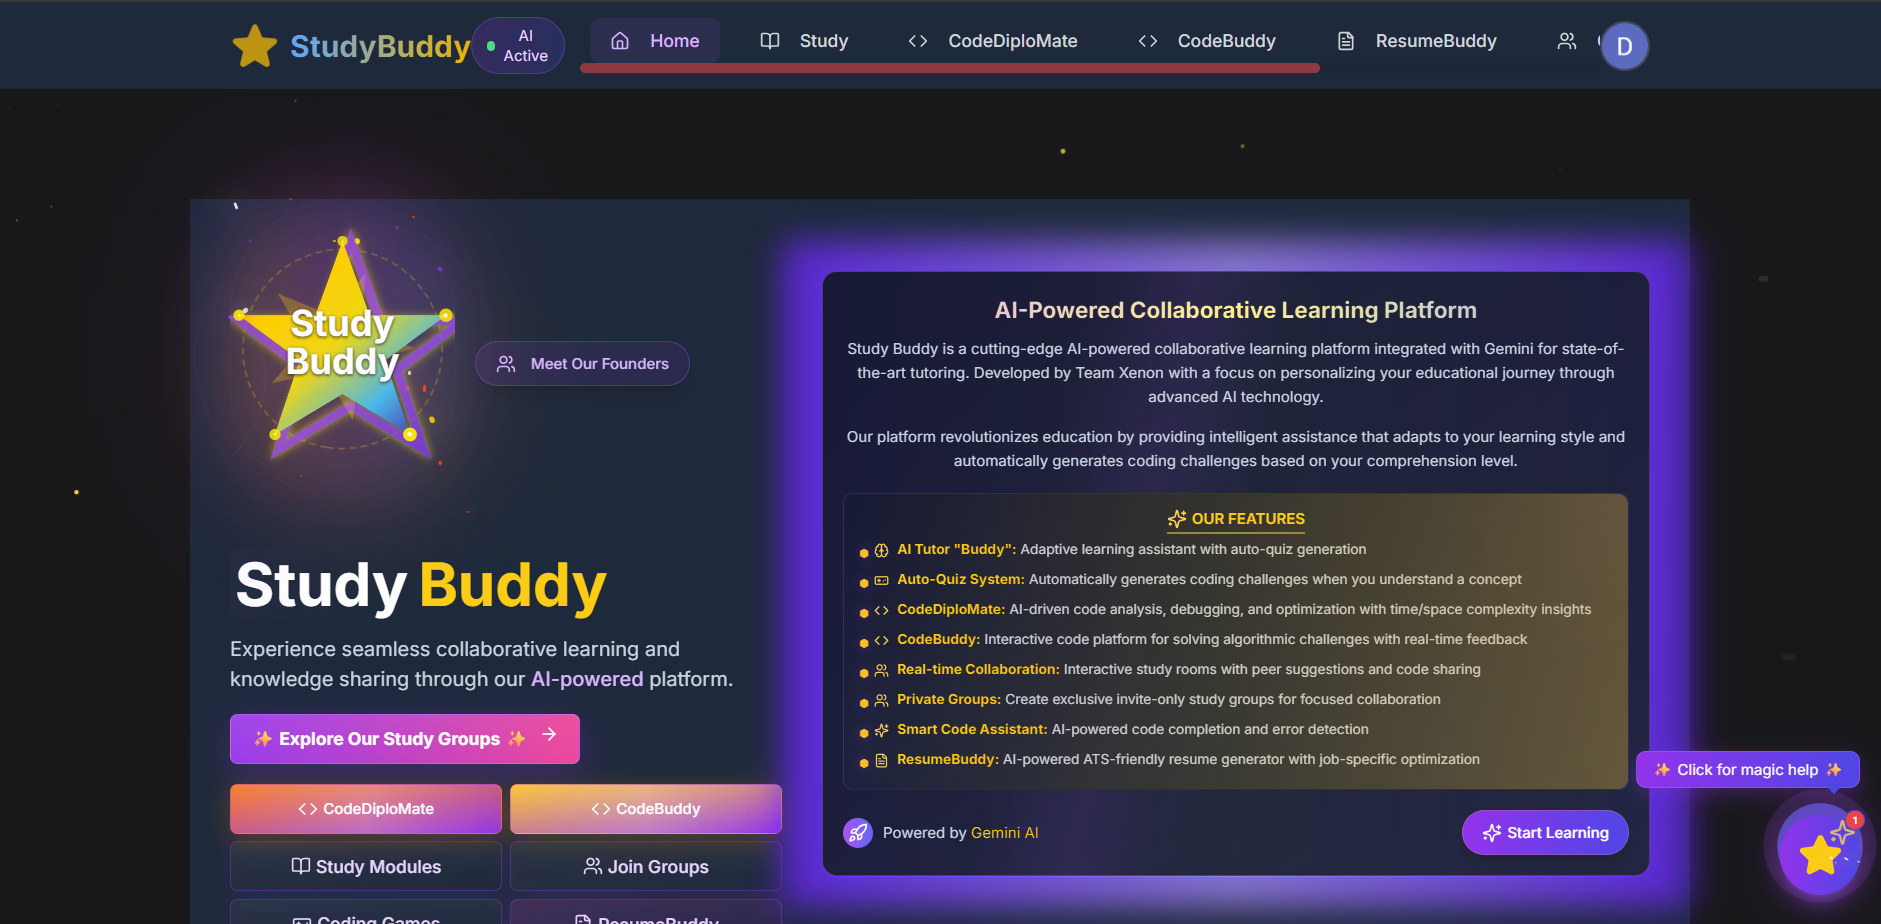 StudyBuddy
AI
Active
Home
Study
CodeDiploMate
CodeBuddy
ResumeBuddy
D
Study
Buddy
Meet Our Founders
Study Buddy
Experience seamless collaborative learning and
knowledge sharing through our AI-powered platform.
✨ Explore Our Study Groups ✨ →
CodeDiploMate
CodeBuddy
Study Modules
Join Groups
Coding Games
ResumeBuddy
AI-Powered Collaborative Learning Platform
Study Buddy is a cutting-edge AI-powered collaborative learning platform integrated with Gemini for state-of-
the-art tutoring. Developed by Team Xenon with a focus on personalizing your educational journey through
advanced AI technology.
Our platform revolutionizes education by providing intelligent assistance that adapts to your learning style and
automatically generates coding challenges based on your comprehension level.
OUR FEATURES
AI Tutor "Buddy": Adaptive learning assistant with auto-quiz generation
Auto-Quiz System: Automatically generates coding challenges when you understand a concept
CodeDiploMate: AI-driven code analysis, debugging, and optimization with time/space complexity insights
CodeBuddy: Interactive code platform for solving algorithmic challenges with real-time feedback
Real-time Collaboration: Interactive study rooms with peer suggestions and code sharing
Private Groups: Create exclusive invite-only study groups for focused collaboration
Smart Code Assistant: AI-powered code completion and error detection
ResumeBuddy: AI-powered ATS-friendly resume generator with job-specific optimization
Powered by Gemini AI
Start Learning
✨ Click for magic help ✨
1